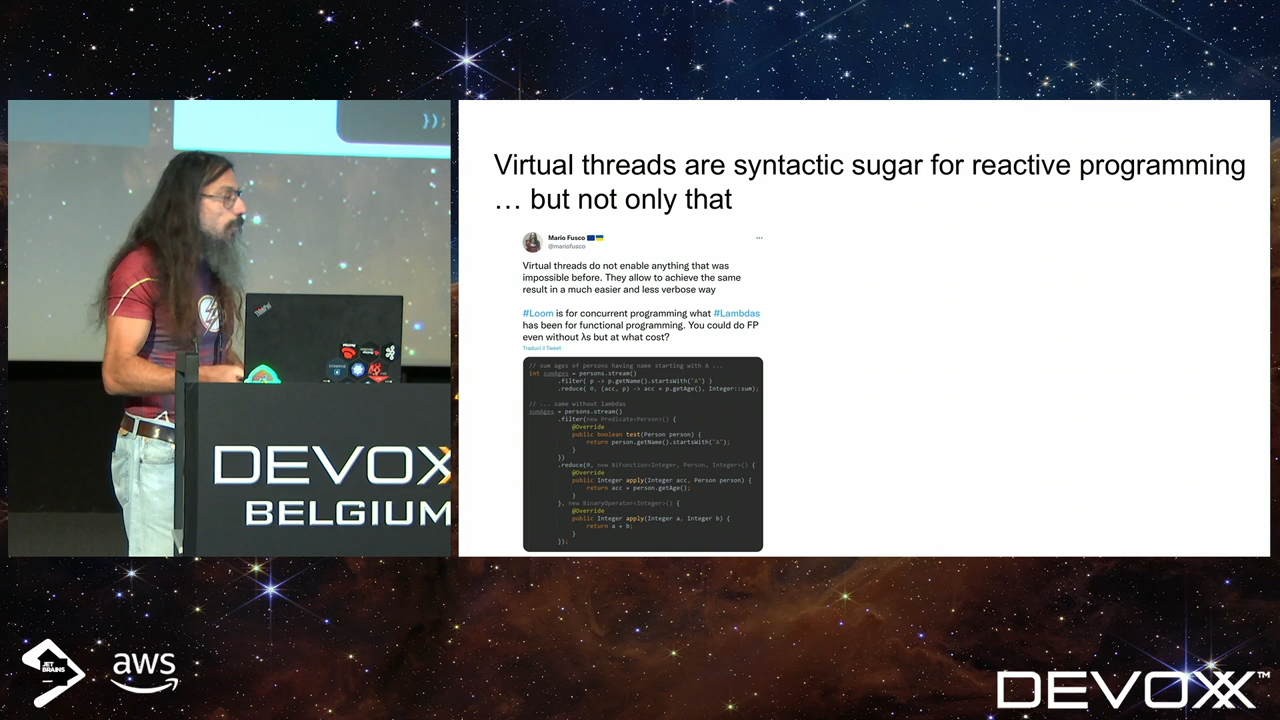 }});
ThinkPad
DEVOXX
BELGIUM
Virtual threads are syntactic sugar for reactive programming
… but not only that
Mario Fusco 🇪🇺🇺🇦
@mariofusco
...
Virtual threads do not enable anything that was
impossible before. They allow to achieve the same
result in a much easier and less verbose way
#Loom is for concurrent programming what #Lambdas
has been for functional programming. You could do FP
even without λs but at what cost?
Traduci il Tweet
// sum ages of persons having name starting with A ...
int sumAges = persons.stream()
.filter( p -> p.getName().startsWith("A") )
.reduce( 0, (acc, p) -> acc + p.getAge(), Integer::sum);
// ... same without lambdas
sumAges = persons.stream()
.filter(new Predicate<Person>() {
@Override
public boolean test(Person person) {
return person.getName().startsWith("A");
}
})
.reduce(0, new BiFunction<Integer, Person, Integer>() {
@Override
public Integer apply(Integer acc, Person person) {
return acc + person.getAge();
}
}, new BinaryOperator<Integer>() {
@Override
public Integer apply(Integer a, Integer b) {
return a + b;
}
});
JET
BRAINS
aws
DEVOXX™